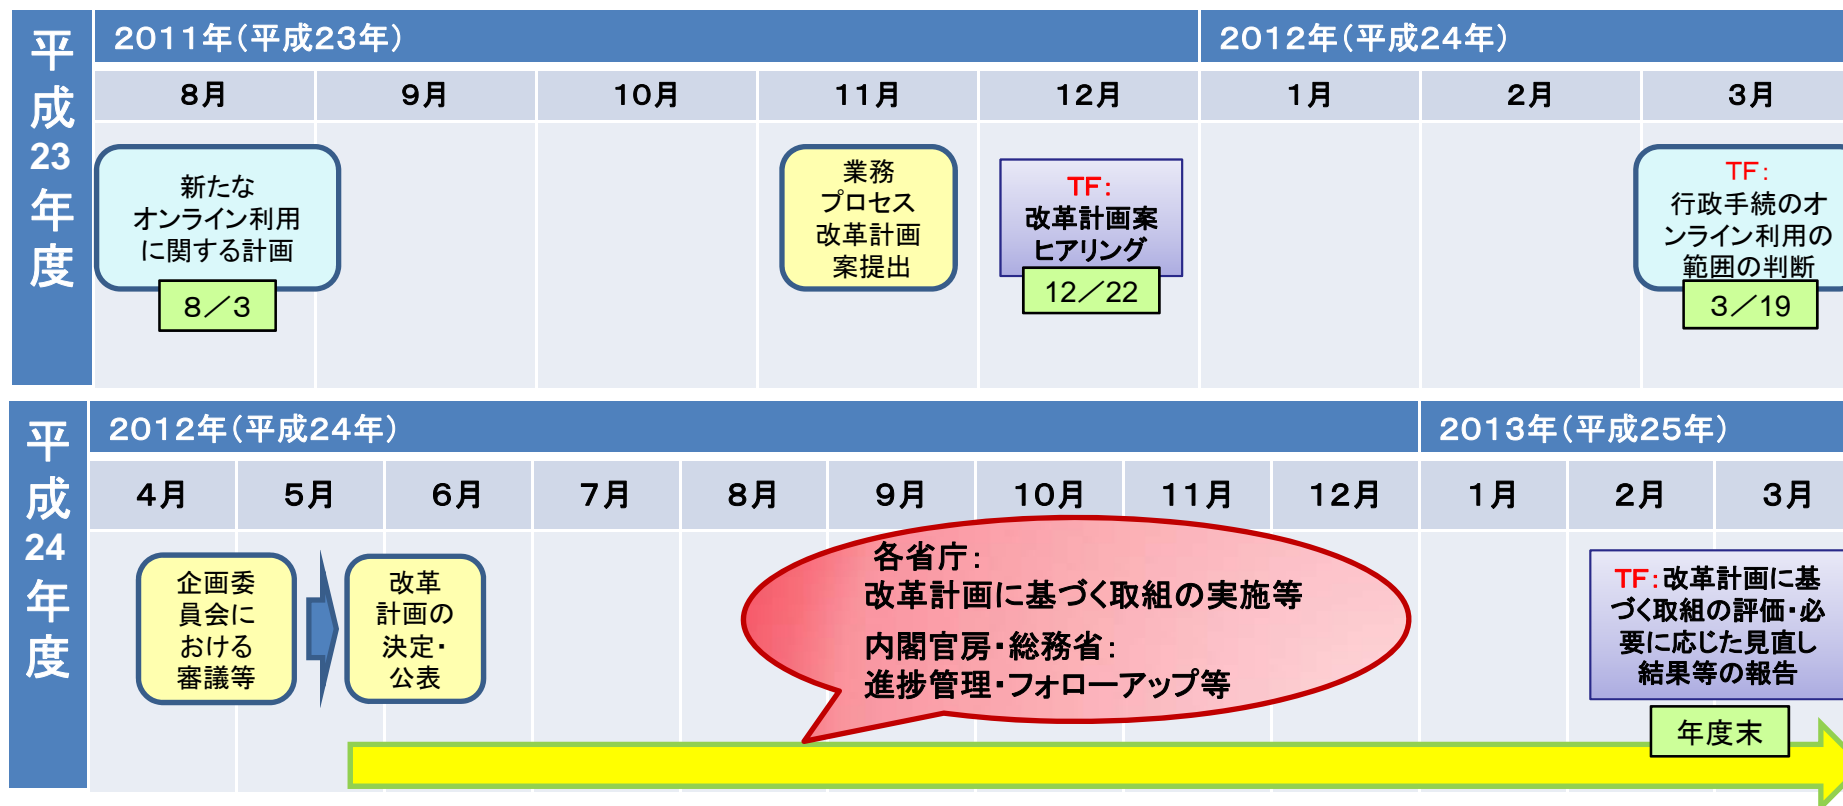 平成23年度
2011年（平成23年）
2012年（平成24年）
8月
9月
10月
11月
12月
1月
2月
3月
新たな
オンライン利用
に関する計画
8／3
業務
プロセス
改革計画
案提出
TF：
改革計画案
ヒアリング
12／22
TF：
行政手続のオ
ンライン利用の
範囲の判断
3／19
平成24年度
2012年（平成24年）
2013年（平成25年）
4月
5月
6月
7月
8月
9月
10月
11月
12月
1月
2月
3月
企画委
員会に
おける
審議等
改革
計画の
決定・
公表
各省庁：
改革計画に基づく取組の実施等
内閣官房・総務省：
進捗管理・フォローアップ等
TF：改革計画に基
づく取組の評価・必
要に応じた見直し
結果等の報告
年度末